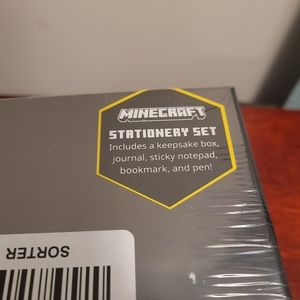 MINECRAFT
STATIONERY SET
Includes a keepsake box,
journal, sticky notepad,
bookmark, and pen!
SORTER